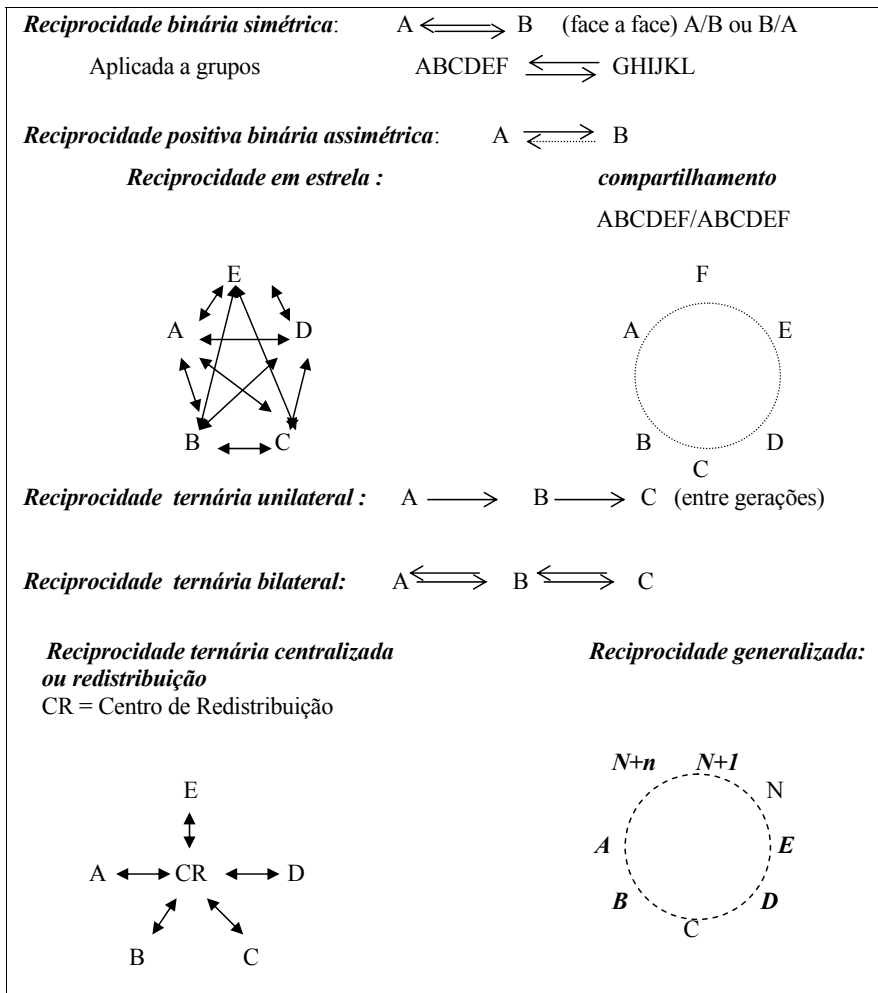 Reciprocidade binária simétrica: A B (face a face) A/B ou B/A
Aplicada a grupos ABCDEF GHIJKL
Reciprocidade positiva binária assimétrica: A B
Reciprocidade em estrela : compartilhamento
ABCDEF/ABCDEF
E F
A D A E
B C B D
C
Reciprocidade ternária unilateral : A B C (entre gerações)
Reciprocidade ternária bilateral: A B C
Reciprocidade ternária centralizada Reciprocidade generalizada:
ou redistribuição
CR = Centro de Redistribuição
N+n N+1
E N
A CR D A E
B D
B C C